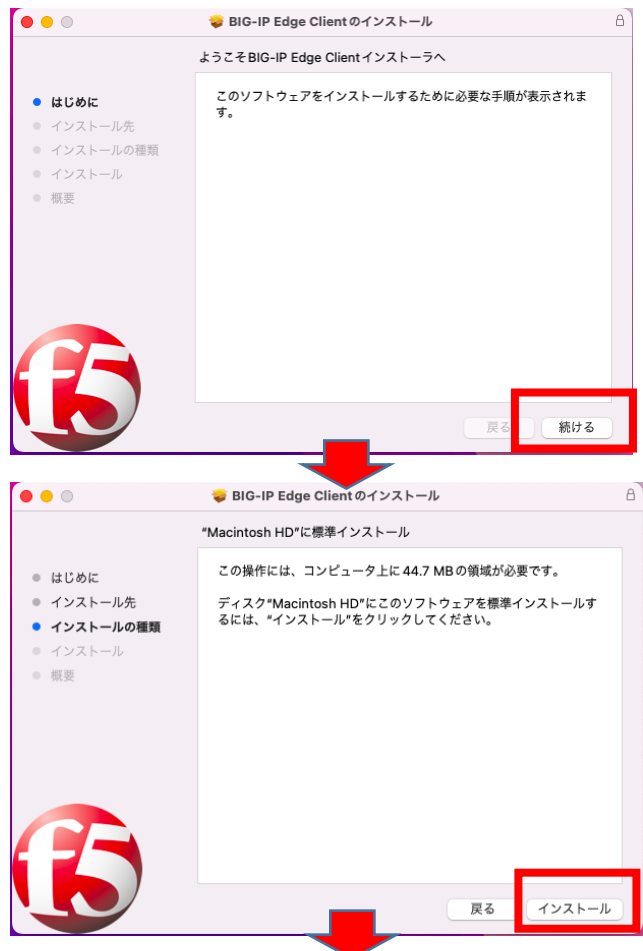 BIG-IP Edge Clientのインストール
ようこそBIG-IP Edge Clientインストーラへ
はじめに
インストール先
インストールの種類
インストール
概要
このソフトウェアをインストールするために必要な手順が表示されま
す。
f5
戻る
続ける
BIG-IP Edge Clientのインストール
"Macintosh HD"に標準インストール
はじめに
インストール先
インストールの種類
インストール
概要
この操作には、コンピュータ上に44.7 MBの領域が必要です。
ディスク"Macintosh HD"にこのソフトウェアを標準インストールす
るには、"インストール"をクリックしてください。
f5
戻る
インストール